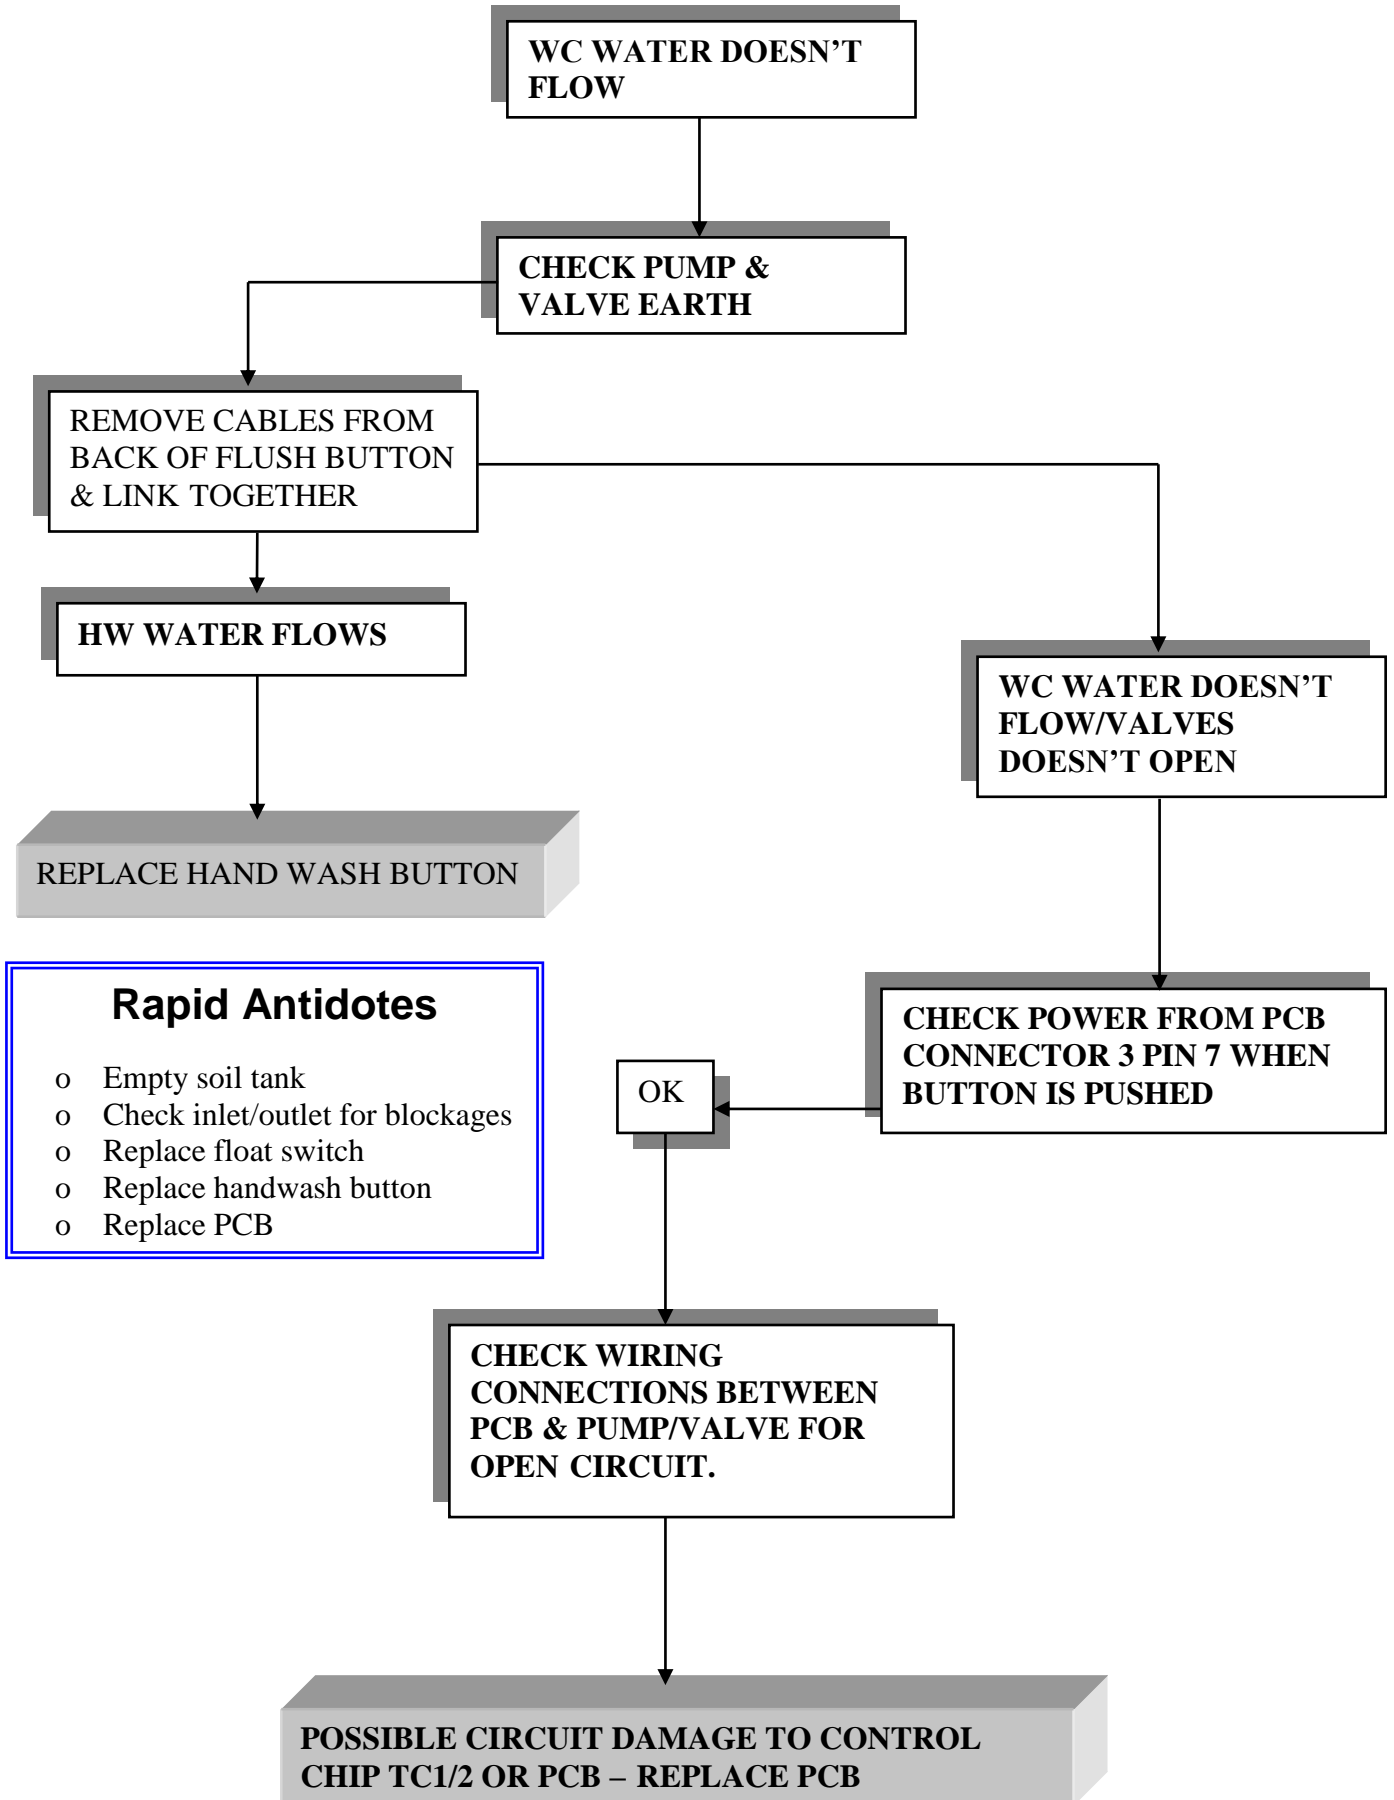 WC WATER DOESN’T
FLOW
CHECK PUMP &
VALVE EARTH
REMOVE CABLES FROM
BACK OF FLUSH BUTTON
& LINK TOGETHER
HW WATER FLOWS
WC WATER DOESN’T
FLOW/VALVES
DOESN’T OPEN
REPLACE HAND WASH BUTTON
Rapid Antidotes
o Empty soil tank
o Check inlet/outlet for blockages
o Replace float switch
o Replace handwash button
o Replace PCB
CHECK POWER FROM PCB
CONNECTOR 3 PIN 7 WHEN
BUTTON IS PUSHED
OK
CHECK WIRING
CONNECTIONS BETWEEN
PCB & PUMP/VALVE FOR
OPEN CIRCUIT.
POSSIBLE CIRCUIT DAMAGE TO CONTROL
CHIP TC1/2 OR PCB – REPLACE PCB